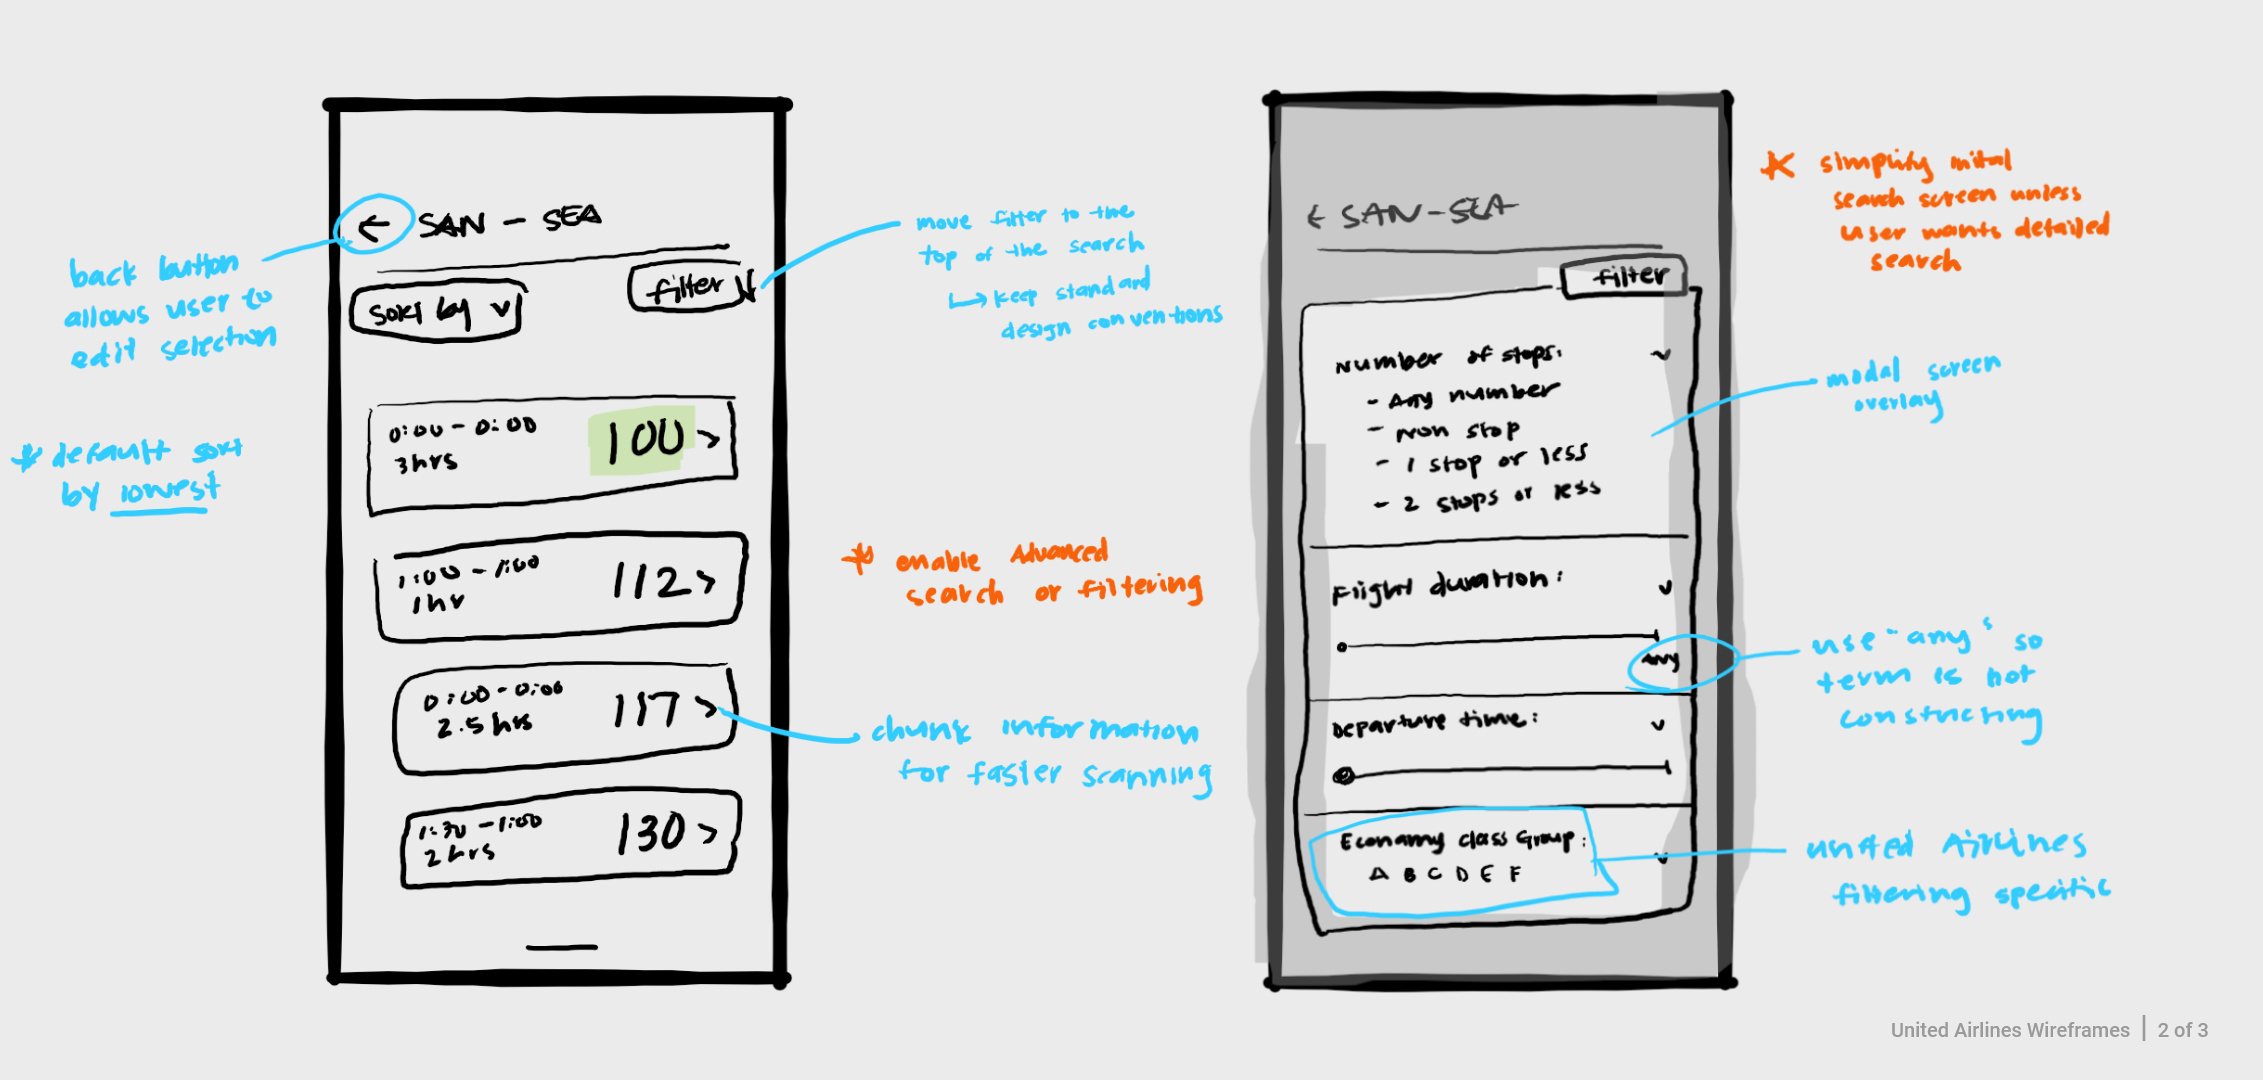 ← SAN - SEA
sort by
filter
0:00 - 0:00
3hrs
100 >
1:00 - 1:00
1hr
112 >
0:00 - 0:00
2.5 hrs
117 >
1:30 - 1:00
2 hrs
130 >
back button
allows user to
edit selection
* default sort
by lowest
move filter to the
top of the search
↳ keep standard
design conventions
* enable Advanced
search or filtering
chunk information
for faster scanning
← SAN - SEA
filter
Number of stops:
- Any number
- Non stop
- 1 stop or less
- 2 stops or less
Flight duration:
Any
Departure time:
Economy class Group:
A B C D E F
* simplify initial
search screen unless
user wants detailed
search
modal screen
overlay
use "any" so
term is not
constricting
united Airlines
filtering specific
United Airlines Wireframes | 2 of 3